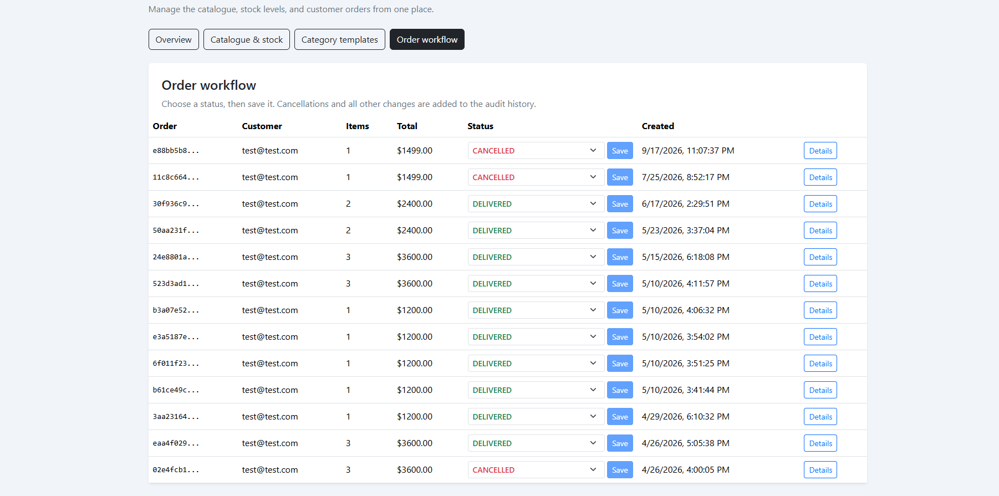 Manage the catalogue, stock levels, and customer orders from one place.
Overview Catalogue & stock Category templates Order workflow
Order workflow
Choose a status, then save it. Cancellations and all other changes are added to the audit history.
Order Customer Items Total Status Created
e88bb5b8... test@test.com 1 $1499.00 CANCELLED Save 9/17/2026, 11:07:37 PM Details
11c8c664... test@test.com 1 $1499.00 CANCELLED Save 7/25/2026, 8:52:17 PM Details
30f936c9... test@test.com 2 $2400.00 DELIVERED Save 6/17/2026, 2:29:51 PM Details
50aa231f... test@test.com 2 $2400.00 DELIVERED Save 5/23/2026, 3:37:04 PM Details
24e8801a... test@test.com 3 $3600.00 DELIVERED Save 5/15/2026, 6:18:08 PM Details
523d3ad1... test@test.com 3 $3600.00 DELIVERED Save 5/10/2026, 4:11:57 PM Details
b3a07e52... test@test.com 1 $1200.00 DELIVERED Save 5/10/2026, 4:06:32 PM Details
e3a5187e... test@test.com 1 $1200.00 DELIVERED Save 5/10/2026, 3:54:02 PM Details
6f011f23... test@test.com 1 $1200.00 DELIVERED Save 5/10/2026, 3:51:25 PM Details
b61ce49c... test@test.com 1 $1200.00 DELIVERED Save 5/10/2026, 3:41:44 PM Details
3aa23164... test@test.com 1 $1200.00 DELIVERED Save 4/29/2026, 6:10:32 PM Details
eaa4f029... test@test.com 3 $3600.00 DELIVERED Save 4/26/2026, 5:05:38 PM Details
02e4fcb1... test@test.com 3 $3600.00 CANCELLED Save 4/26/2026, 4:00:05 PM Details